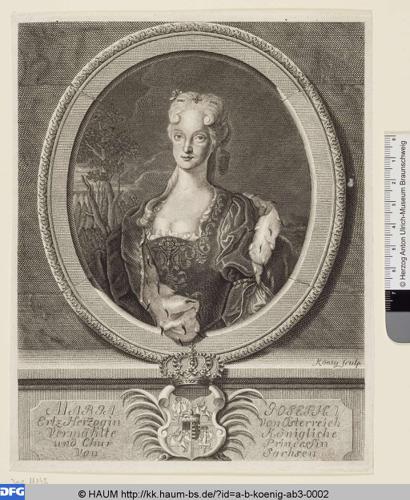 König sculp.
MARIA JOSEPHA
Ertz Herzogin von Österreich
Vermählte Königliche
und Chur Princessin
Von Sachsen
© Herzog Anton Ulrich-Museum Braunschweig
DFG
© HAUM http://kk.haum-bs.de/?id=a-b-koenig-ab3-0002